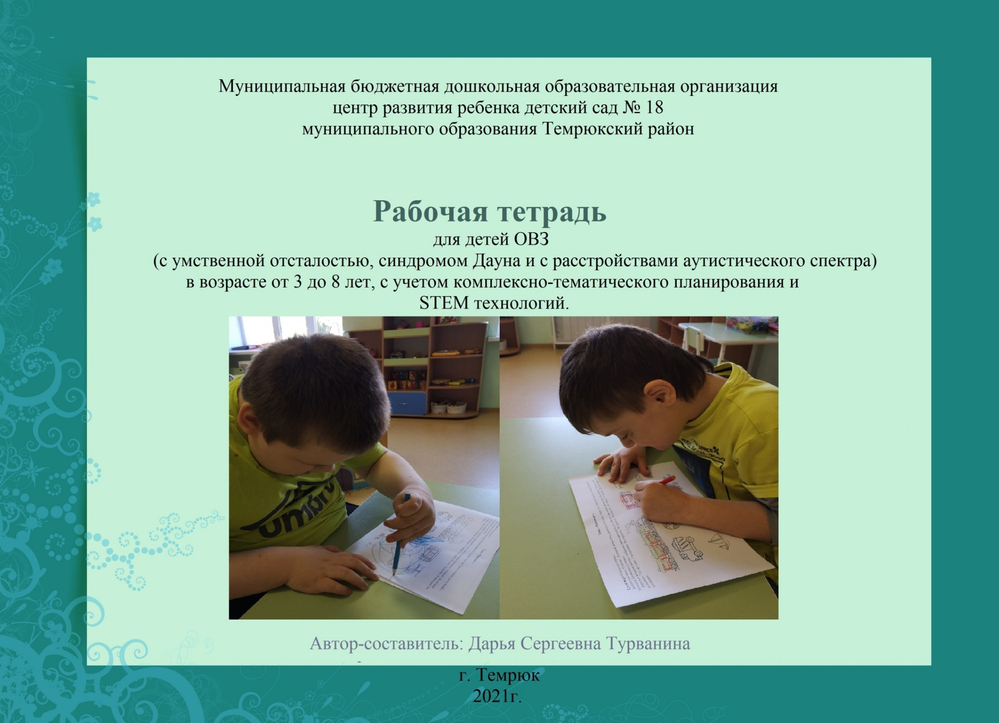 Муниципальная бюджетная дошкольная образовательная организация
центр развития ребенка детский сад № 18
муниципального образования Темрюкский район
Рабочая тетрадь
для детей ОВЗ
(с умственной отсталостью, синдромом Дауна и с расстройствами аутистического спектра)
в возрасте от 3 до 8 лет, с учетом комплексно-тематического планирования и
STEM технологий.
umbro
SPACE
Автор-составитель: Дарья Сергеевна Турванина
г. Темрюк
2021г.